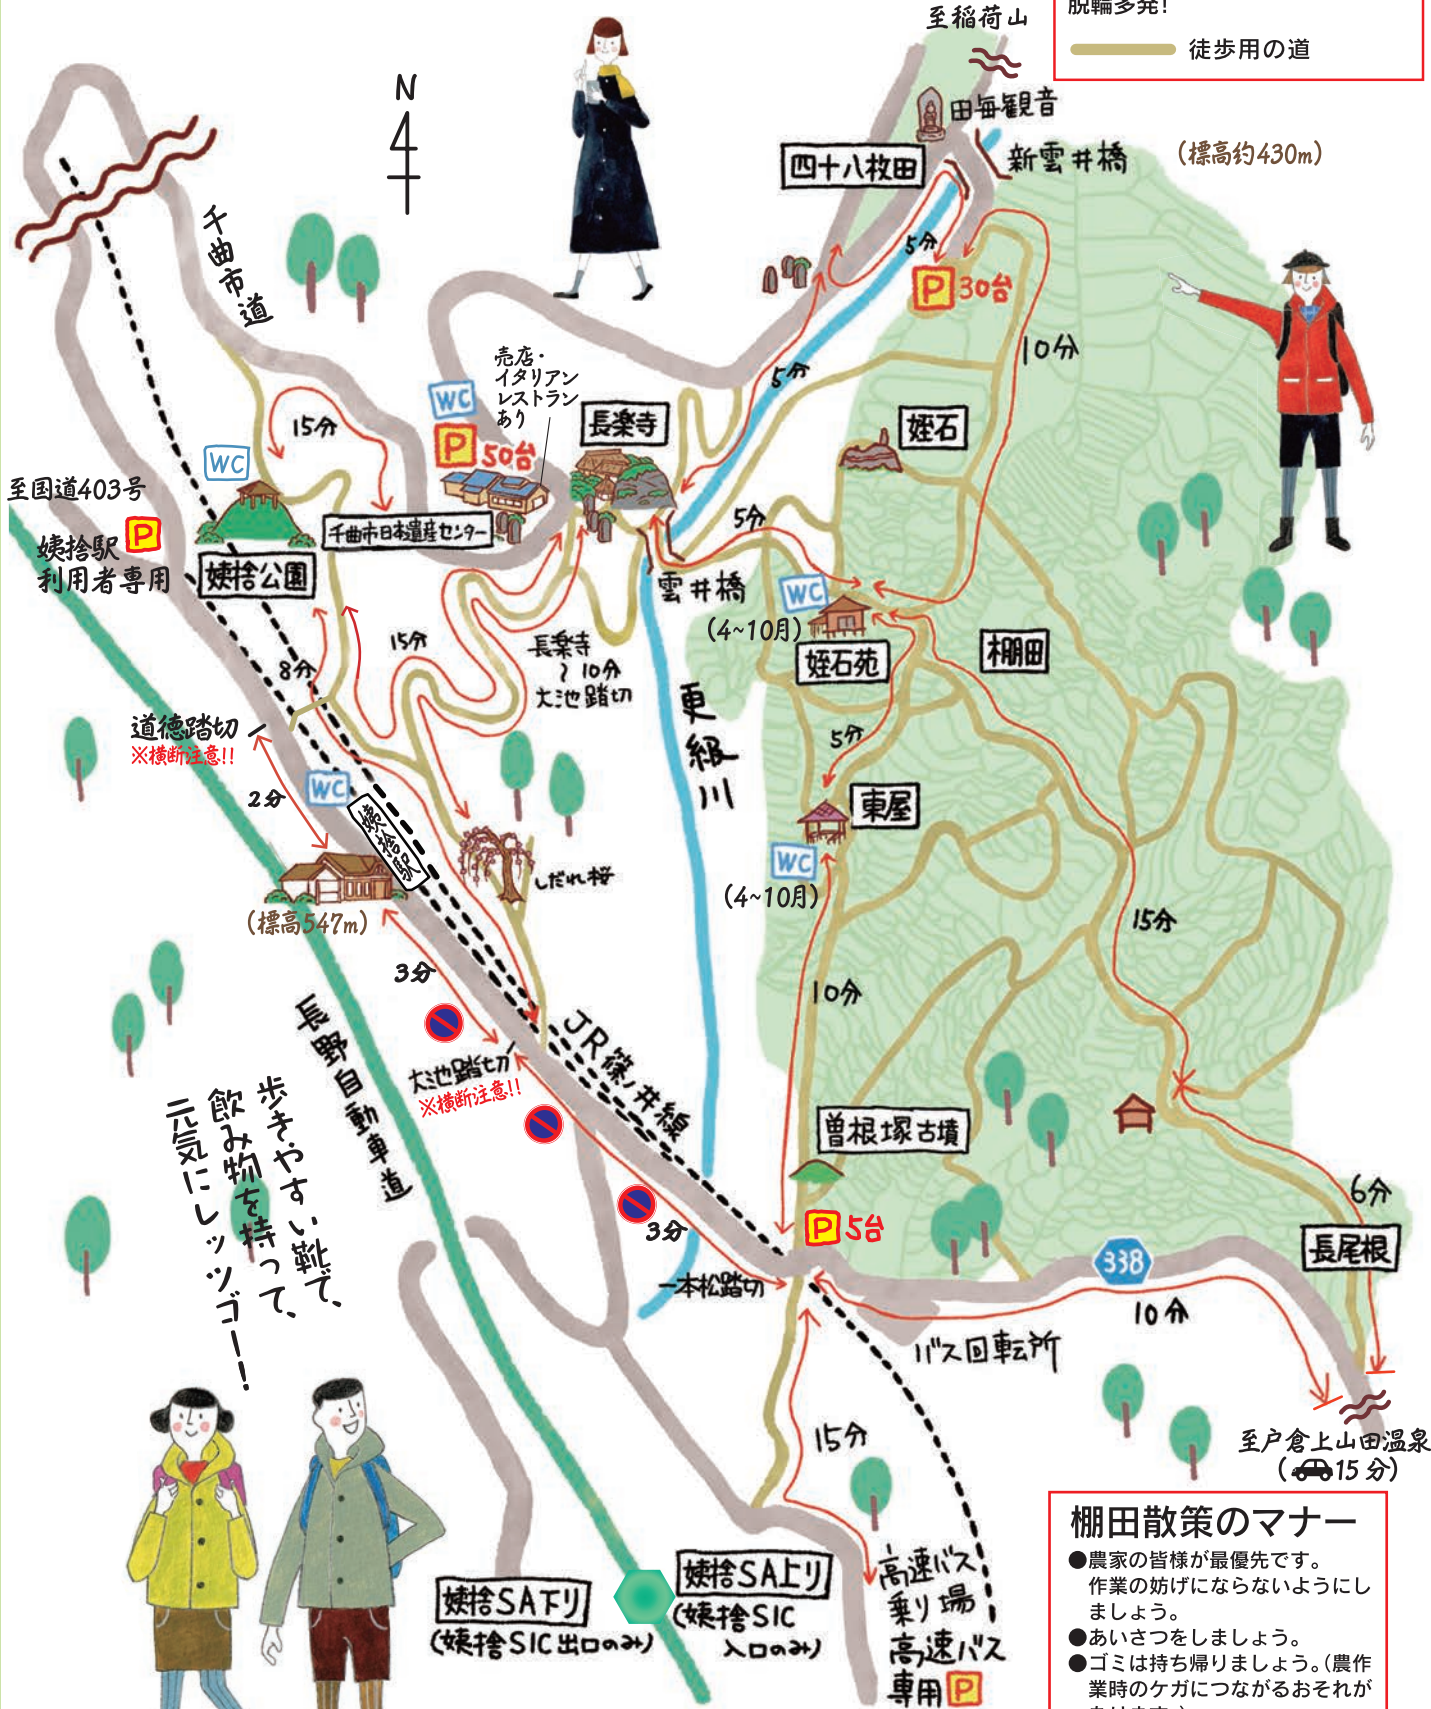 脱輪多発!
徒歩用の道
至稲荷山
田毎観音
四十八枚田
新雲井橋
(標高約430m)
N
千曲市道
5分
P 30台
10分
5分
売店・
イタリアン
レストラン
あり
WC
P 50台
長楽寺
姪石
15分
WC
至国道403号
P
姨捨駅
利用者専用
千曲市日本遺産センター
姨捨公園
5分
雲井橋
WC
(4~10月)
姪石苑
棚田
15分
長楽寺
〜 10分
大池踏切
8分
更級川
道徳踏切
※横断注意!!
2分
WC
姨捨駅
5分
東屋
WC
(4~10月)
しだれ桜
(標高547m)
3分
15分
10分
長野自動車道
JR篠ノ井線
大池踏切
※横断注意!!
曽根塚古墳
歩きやすい靴で、
飲み物を持って、
元気にレッツゴー!
3分
P 5台
6分
長尾根
338
一本松踏切
10分
バス回転所
15分
至戸倉上山田温泉
(15分)
姨捨SA下り
(姨捨SIC出口のみ)
姨捨SA上り
(姨捨SIC
入口のみ)
高速バス
乗り場
高速バス
専用 P
棚田散策のマナー
●農家の皆様が最優先です。
作業の妨げにならないようにし
ましょう。
●あいさつをしましょう。
●ゴミは持ち帰りましょう。(農作
業時のケガにつながるおそれが